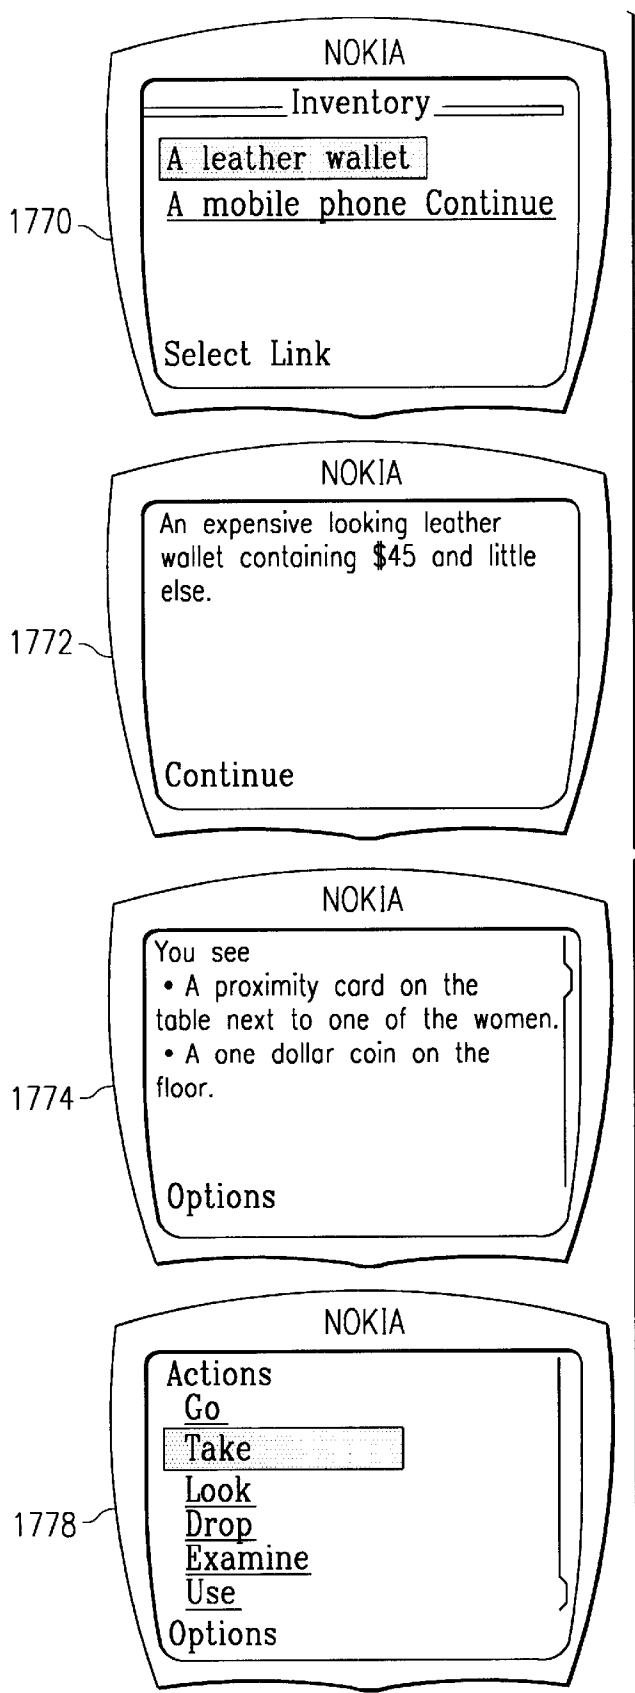 NOKIA
Inventory
A leather wallet
A mobile phone Continue
1770
Select Link
NOKIA
An expensive looking leather
wallet containing $45 and little
else.
1772
Continue
NOKIA
You see
• A proximity card on the
table next to one of the women.
• A one dollar coin on the
floor.
1774
Options
NOKIA
Actions
Go
Take
Look
1778
Drop
Examine
Use
Options